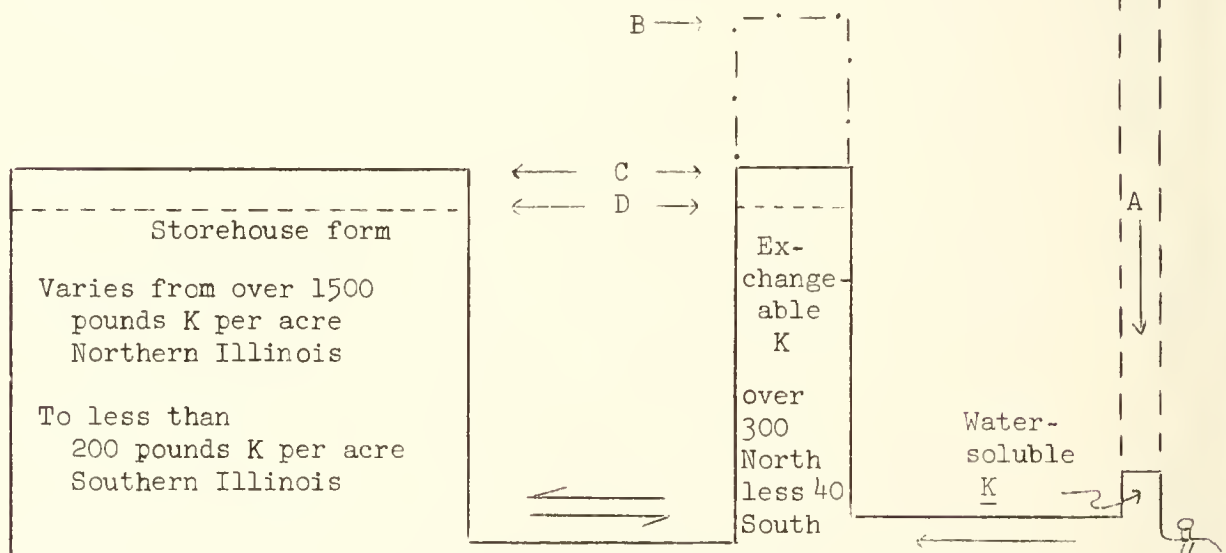 B
C
D
A
Storehouse form
Varies from over 1500
pounds K per acre
Northern Illinois
To less than
200 pounds K per acre
Southern Illinois
Ex-
change-
able
K
over
300
North
less 40
South
Water-
soluble
K